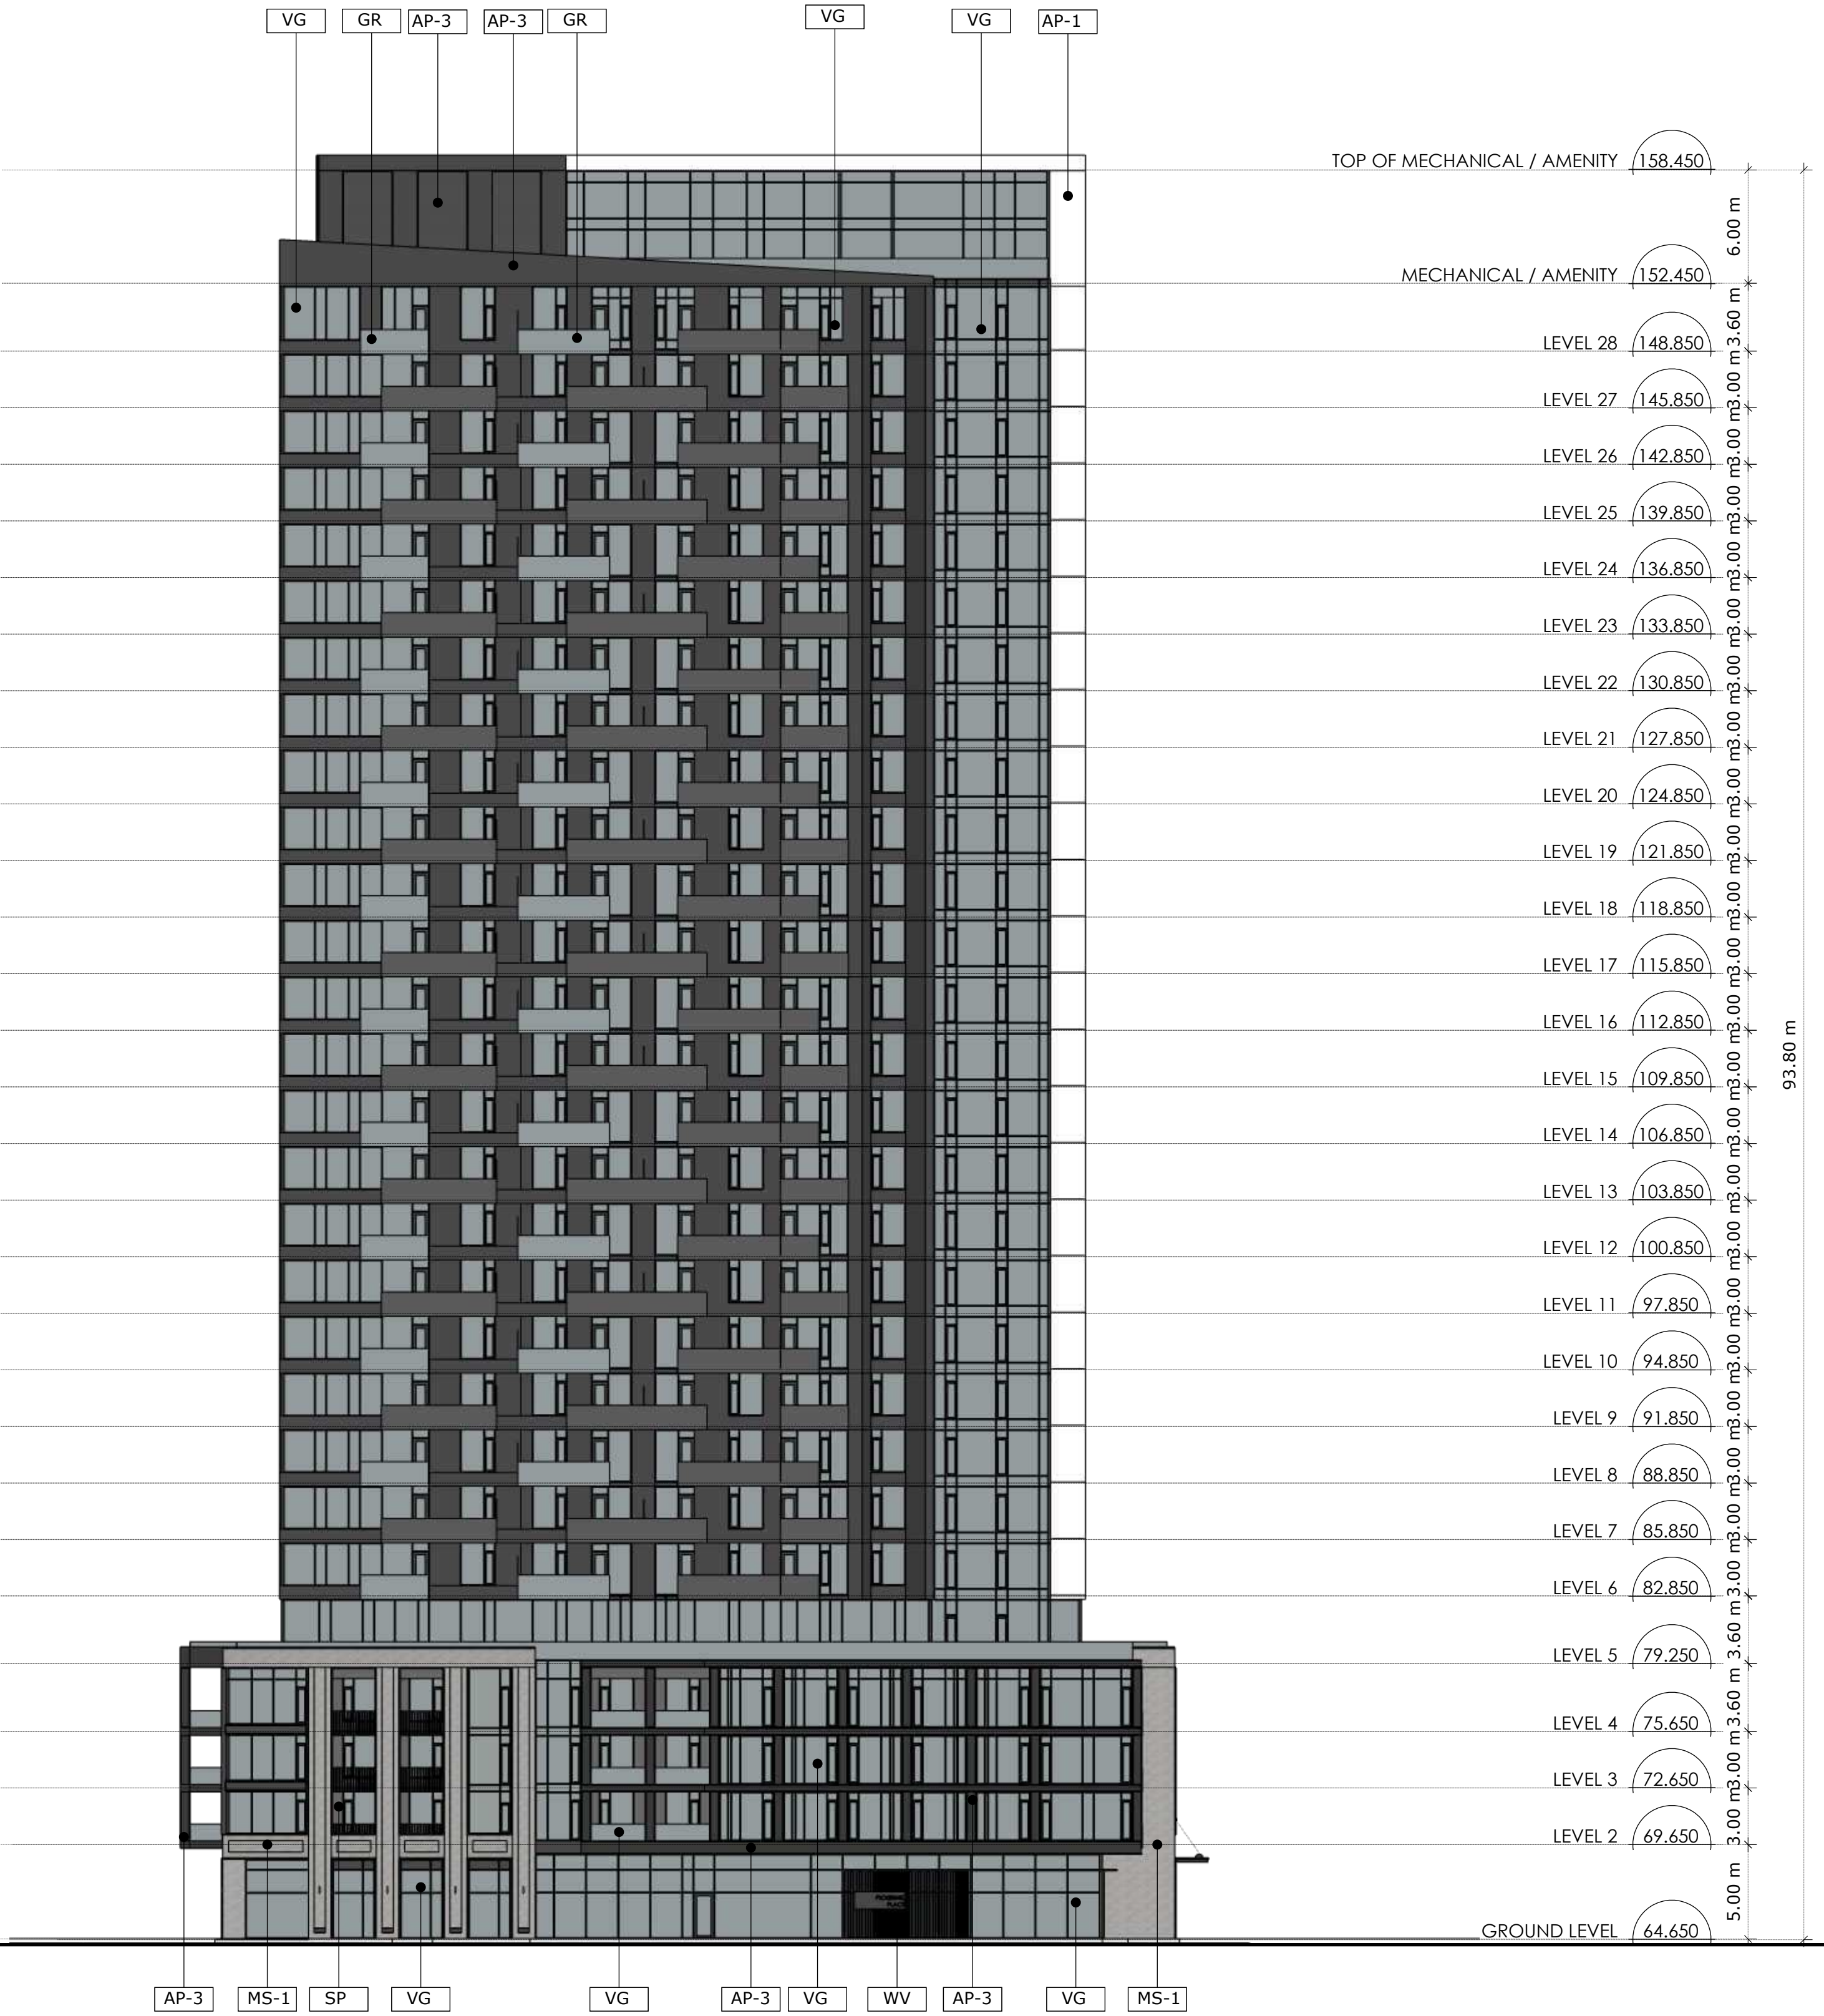 VG GR AP-3 AP-3 GR VG VG AP-1
TOP OF MECHANICAL / AMENITY 158.450
6.00 m
MECHANICAL / AMENITY 152.450
3.60 m
LEVEL 28 148.850
3.00 m
LEVEL 27 145.850
3.00 m
LEVEL 26 142.850
3.00 m
LEVEL 25 139.850
3.00 m
LEVEL 24 136.850
3.00 m
LEVEL 23 133.850
3.00 m
LEVEL 22 130.850
3.00 m
LEVEL 21 127.850
3.00 m
LEVEL 20 124.850
3.00 m
LEVEL 19 121.850
3.00 m
LEVEL 18 118.850
3.00 m
LEVEL 17 115.850
3.00 m
LEVEL 16 112.850
3.00 m
93.80 m
LEVEL 15 109.850
3.00 m
LEVEL 14 106.850
3.00 m
LEVEL 13 103.850
3.00 m
LEVEL 12 100.850
3.00 m
LEVEL 11 97.850
3.00 m
LEVEL 10 94.850
3.00 m
LEVEL 9 91.850
3.00 m
LEVEL 8 88.850
3.00 m
LEVEL 7 85.850
3.00 m
LEVEL 6 82.850
3.60 m
LEVEL 5 79.250
3.60 m
LEVEL 4 75.650
3.00 m
LEVEL 3 72.650
3.00 m
LEVEL 2 69.650
5.00 m
PLACE
GROUND LEVEL 64.650
AP-3 MS-1 SP VG VG AP-3 VG WV AP-3 VG MS-1